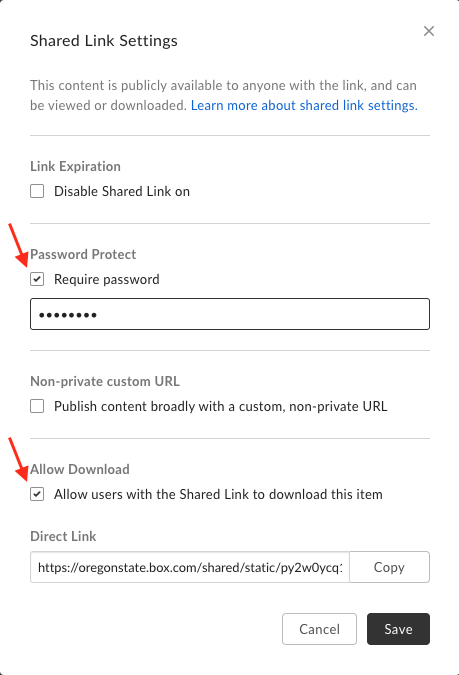 Shared Link Settings
This content is publicly available to anyone with the link, and can
be viewed or downloaded. Learn more about shared link settings.
Link Expiration
Disable Shared Link on
Password Protect
Require password
••••••••
Non-private custom URL
Publish content broadly with a custom, non-private URL
Allow Download
Allow users with the Shared Link to download this item
Direct Link
https://oregonstate.box.com/shared/static/py2w0ycq1
Copy
Cancel
Save